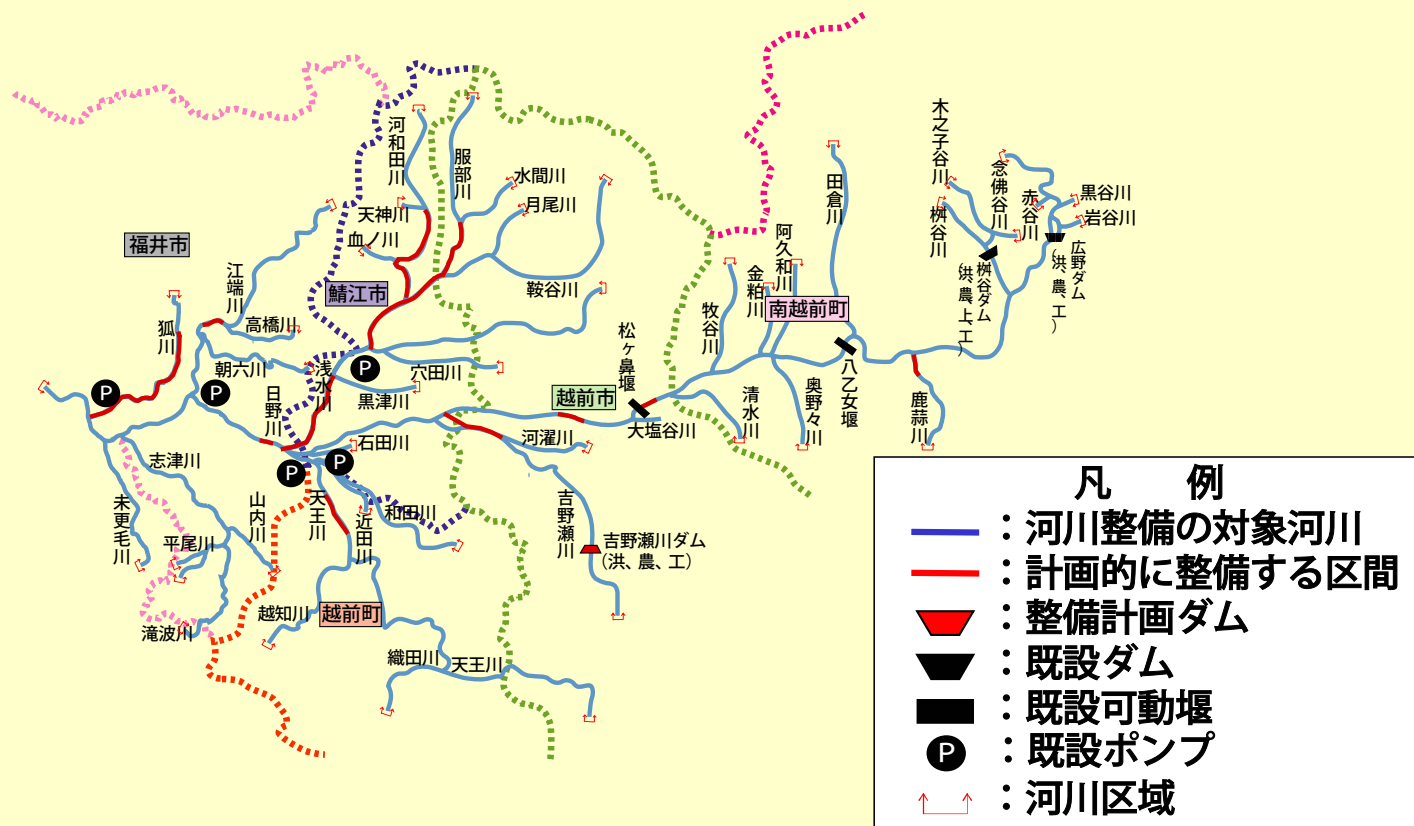 木之子谷川
念佛谷川
赤谷川
黒谷川
岩谷川
桝谷川
桝谷ダム
(洪、農、上、工)
広野ダム
(洪、農、工)
河和田川
服部川
水間川
月尾川
天神川
血ノ川
田倉川
阿久和川
金粕川
牧谷川
南越前町
福井市
鯖江市
江端川
高橋川
狐川
朝六川
日野川
浅水川
鞍谷川
穴田川
黒津川
松ヶ鼻堰
越前市
大塩谷川
清水川
奥野々川
八乙女堰
鹿蒜川
P
P
P
P
P
石田川
河濯川
志津川
未更毛川
山内川
平尾川
滝波川
天王川
近田川
和田川
吉野瀬川
吉野瀬川ダム
(洪、農、工)
越知川
越前町
織田川
天王川
凡 例
：河川整備の対象河川
：計画的に整備する区間
：整備計画ダム
：既設ダム
：既設可動堰
P：既設ポンプ
：河川区域